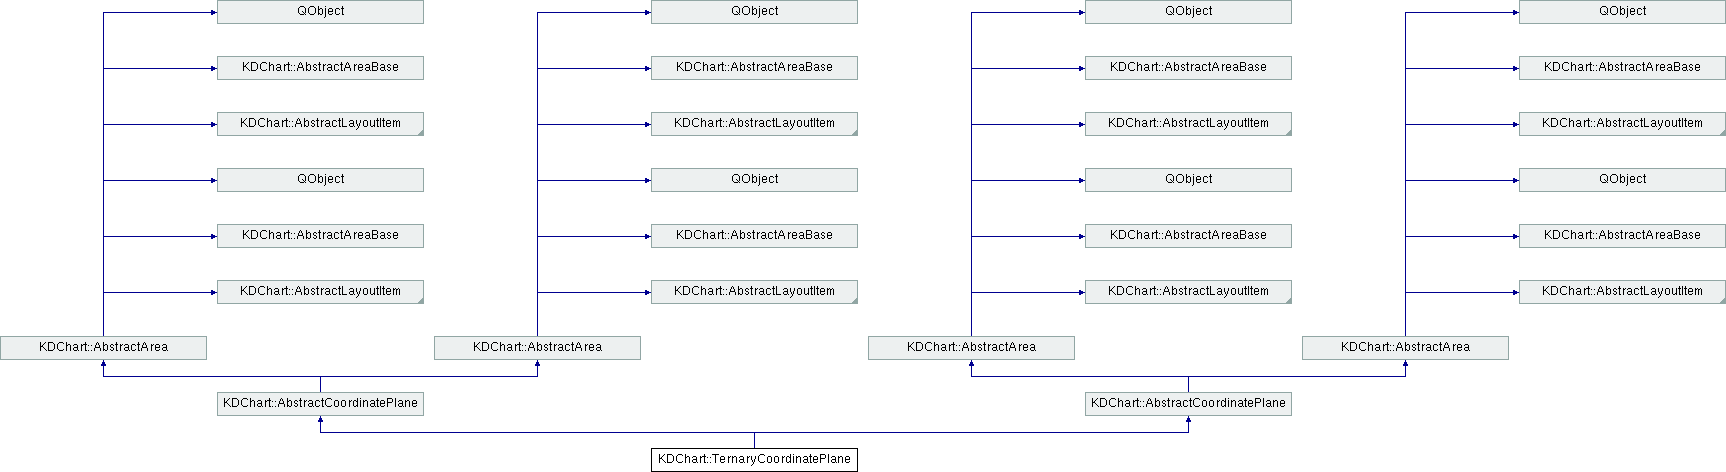 QObject QObject QObject QObject
KDChart::AbstractAreaBase KDChart::AbstractAreaBase KDChart::AbstractAreaBase KDChart::AbstractAreaBase
KDChart::AbstractLayoutItem KDChart::AbstractLayoutItem KDChart::AbstractLayoutItem KDChart::AbstractLayoutItem
QObject QObject QObject QObject
KDChart::AbstractAreaBase KDChart::AbstractAreaBase KDChart::AbstractAreaBase KDChart::AbstractAreaBase
KDChart::AbstractLayoutItem KDChart::AbstractLayoutItem KDChart::AbstractLayoutItem KDChart::AbstractLayoutItem
KDChart::AbstractArea KDChart::AbstractArea KDChart::AbstractArea KDChart::AbstractArea
KDChart::AbstractCoordinatePlane KDChart::AbstractCoordinatePlane
KDChart::TernaryCoordinatePlane